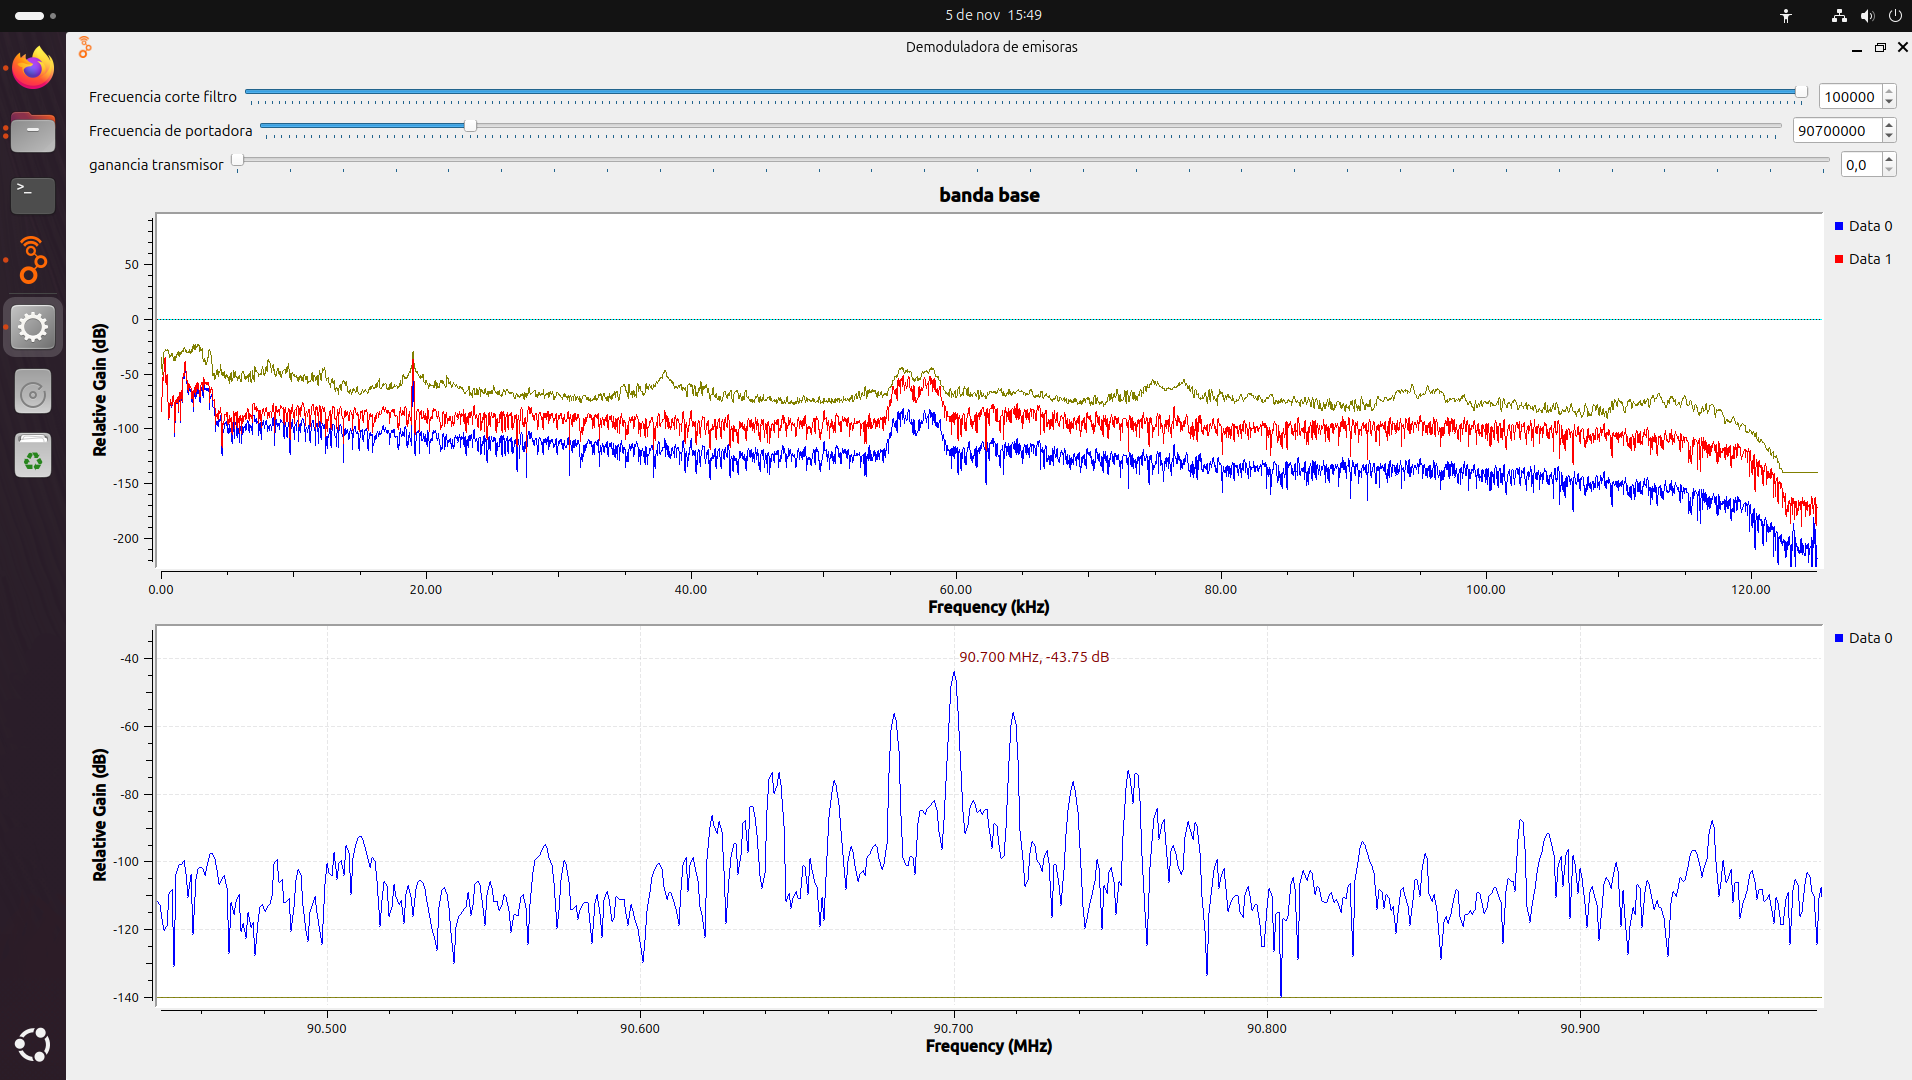 5 de nov 15:49
Demoduladora de emisoras
Frecuencia corte filtro 100000
Frecuencia de portadora 90700000
ganancia transmisor 0,0
banda base
Data 0
Data 1
Relative Gain (dB)
50
0
-50
-100
-150
-200
0.00 20.00 40.00 60.00 80.00 100.00 120.00
Frequency (kHz)
Data 0
90.700 MHz, -43.75 dB
Relative Gain (dB)
-40
-60
-80
-100
-120
-140
90.500 90.600 90.700 90.800 90.900
Frequency (MHz)
>_